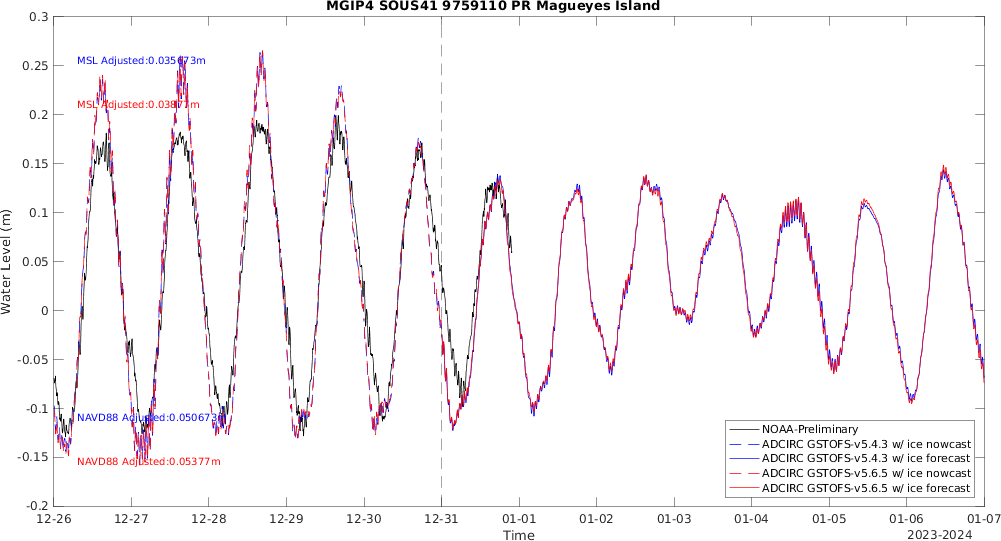 MGIP4 SOUS41 9759110 PR Magueyes Island
0.3
0.25
0.2
0.15
0.1
0.05
0
-0.05
-0.1
-0.15
-0.2
Water Level (m)
MSL Adjusted:0.035673m
MSL Adjusted:0.03877m
NAVD88 Adjusted:0.050673m
NAVD88 Adjusted:0.05377m
NOAA-Preliminary
ADCIRC GSTOFS-v5.4.3 w/ ice nowcast
ADCIRC GSTOFS-v5.4.3 w/ ice forecast
ADCIRC GSTOFS-v5.6.5 w/ ice nowcast
ADCIRC GSTOFS-v5.6.5 w/ ice forecast
12-26 12-27 12-28 12-29 12-30 12-31 01-01 01-02 01-03 01-04 01-05 01-06 01-07
Time
2023-2024